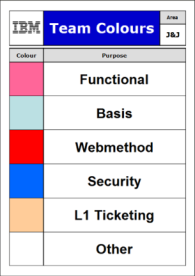 IBM
Team Colours
Area
J&J
Colour
Purpose
Functional
Basis
Webmethod
Security
L1 Ticketing
Other